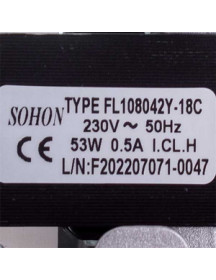 SOHON
TYPE FL108042Y-18C
230V ~ 50Hz
CE
53W 0.5A I.CL.H
L/N:F202207071-0047